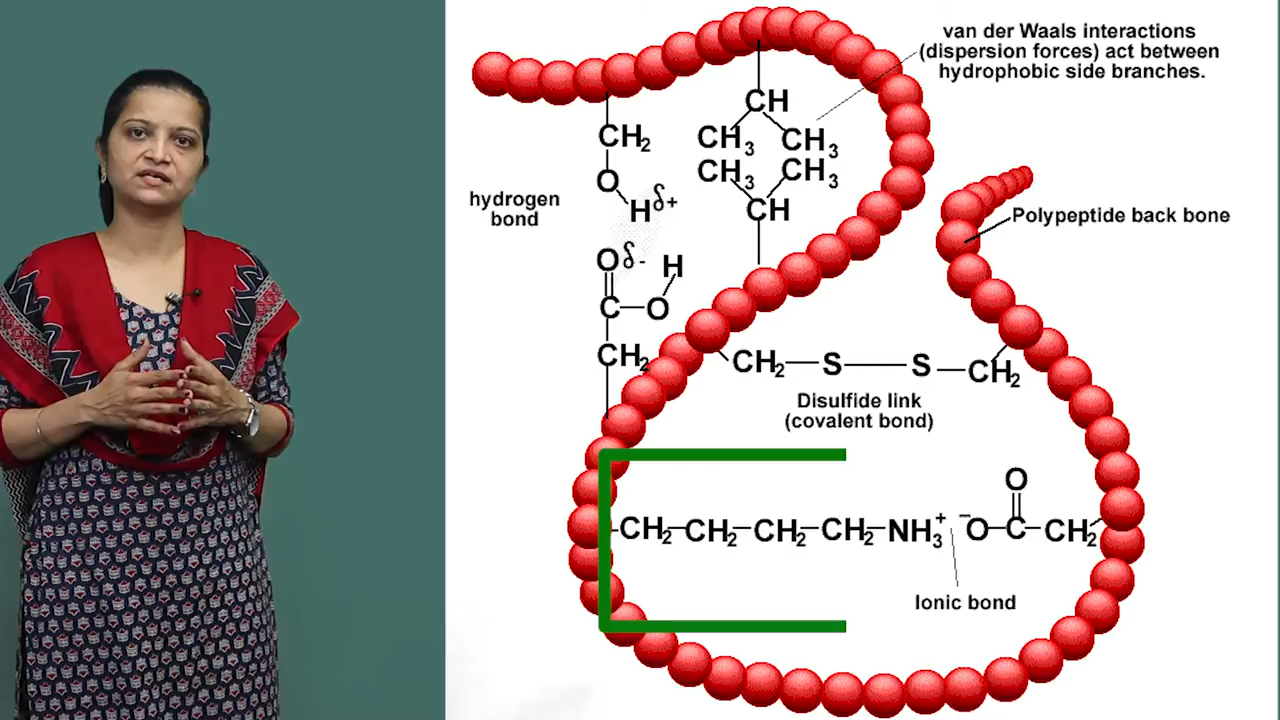 van der Waals interactions
(dispersion forces) act between
hydrophobic side branches.
CH
CH₂
CH₃ CH₃
CH₃ CH₃
O
hydrogen
bond
H δ+
CH
Polypeptide back bone
O δ- H
C—O
CH₂
CH₂—S——S—CH₂
Disulfide link
(covalent bond)
O
CH₂—CH₂—CH₂—CH₂—NH₃⁺ ⁻O—C—CH₂
Ionic bond